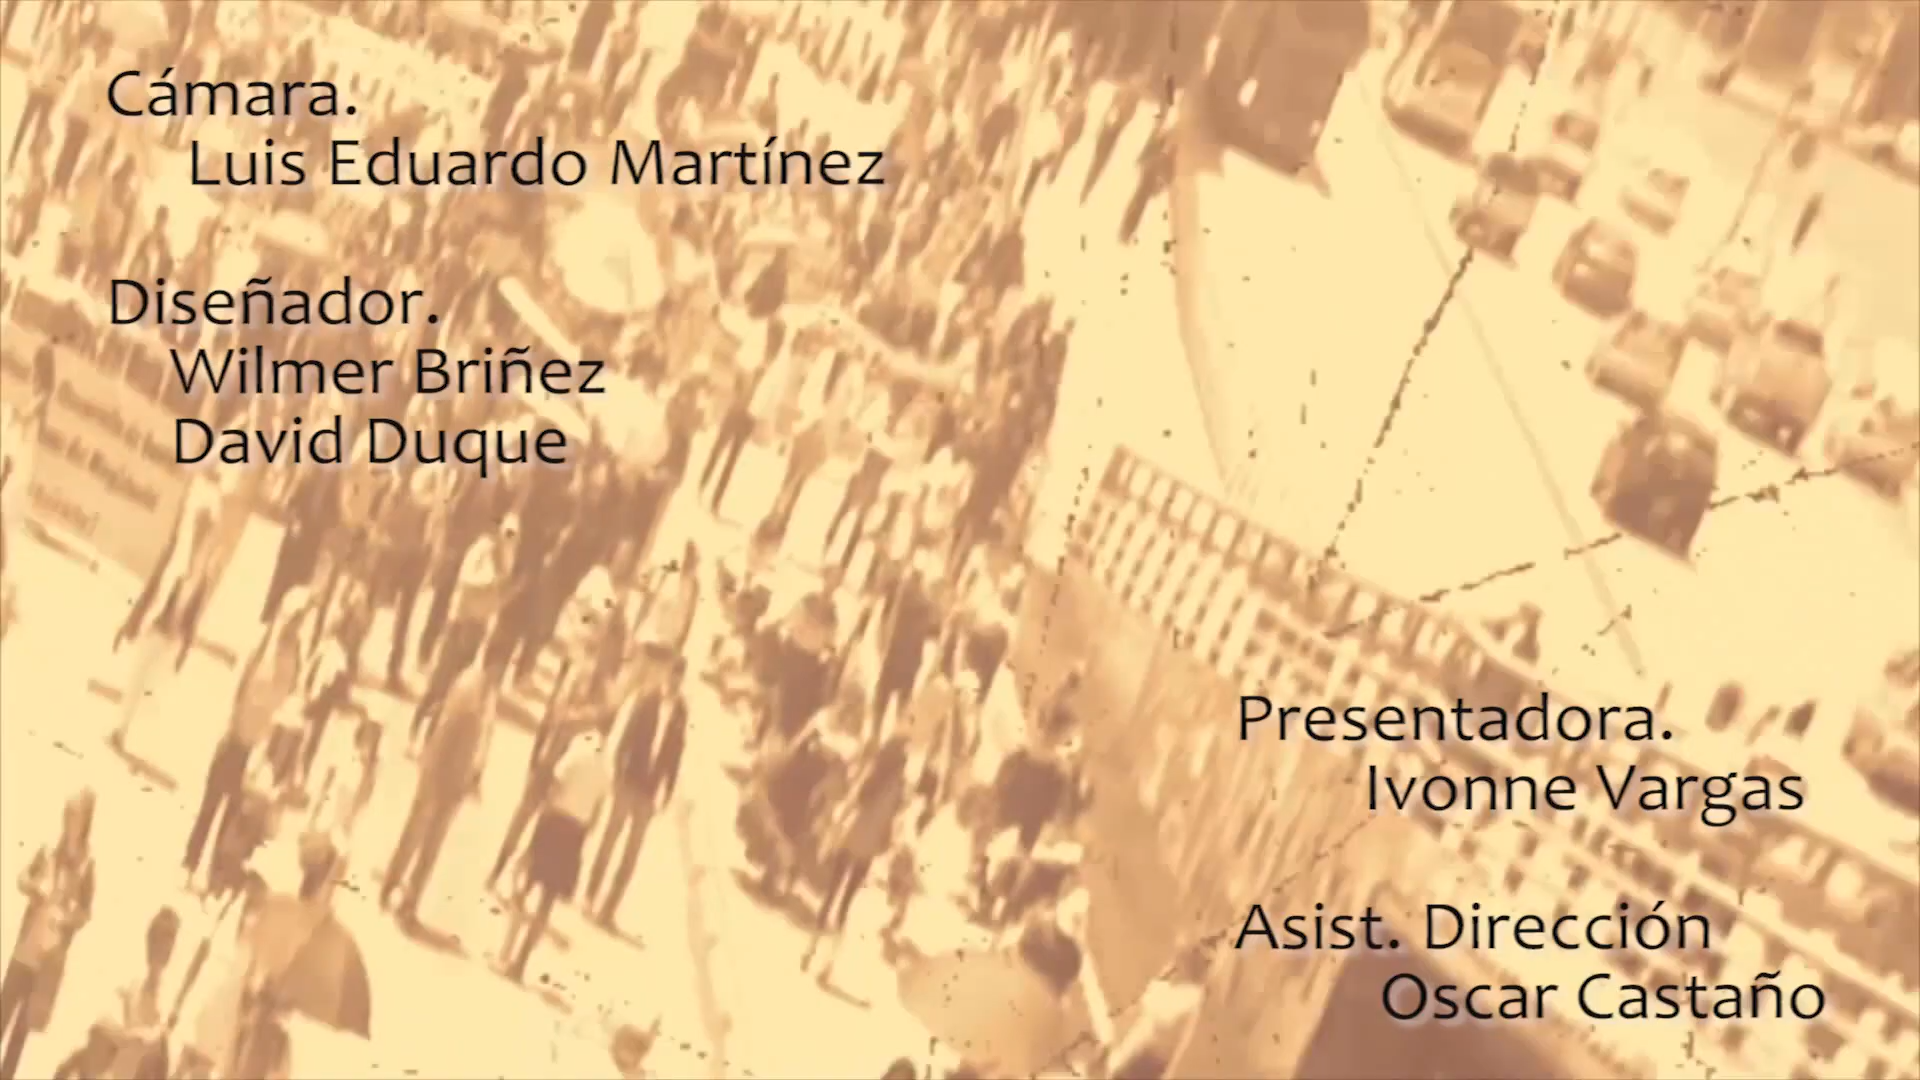 Cámara.
Luis Eduardo Martínez
Diseñador.
Wilmer Briñez
David Duque
Presentadora.
Ivonne Vargas
Asist. Dirección
Oscar Castaño